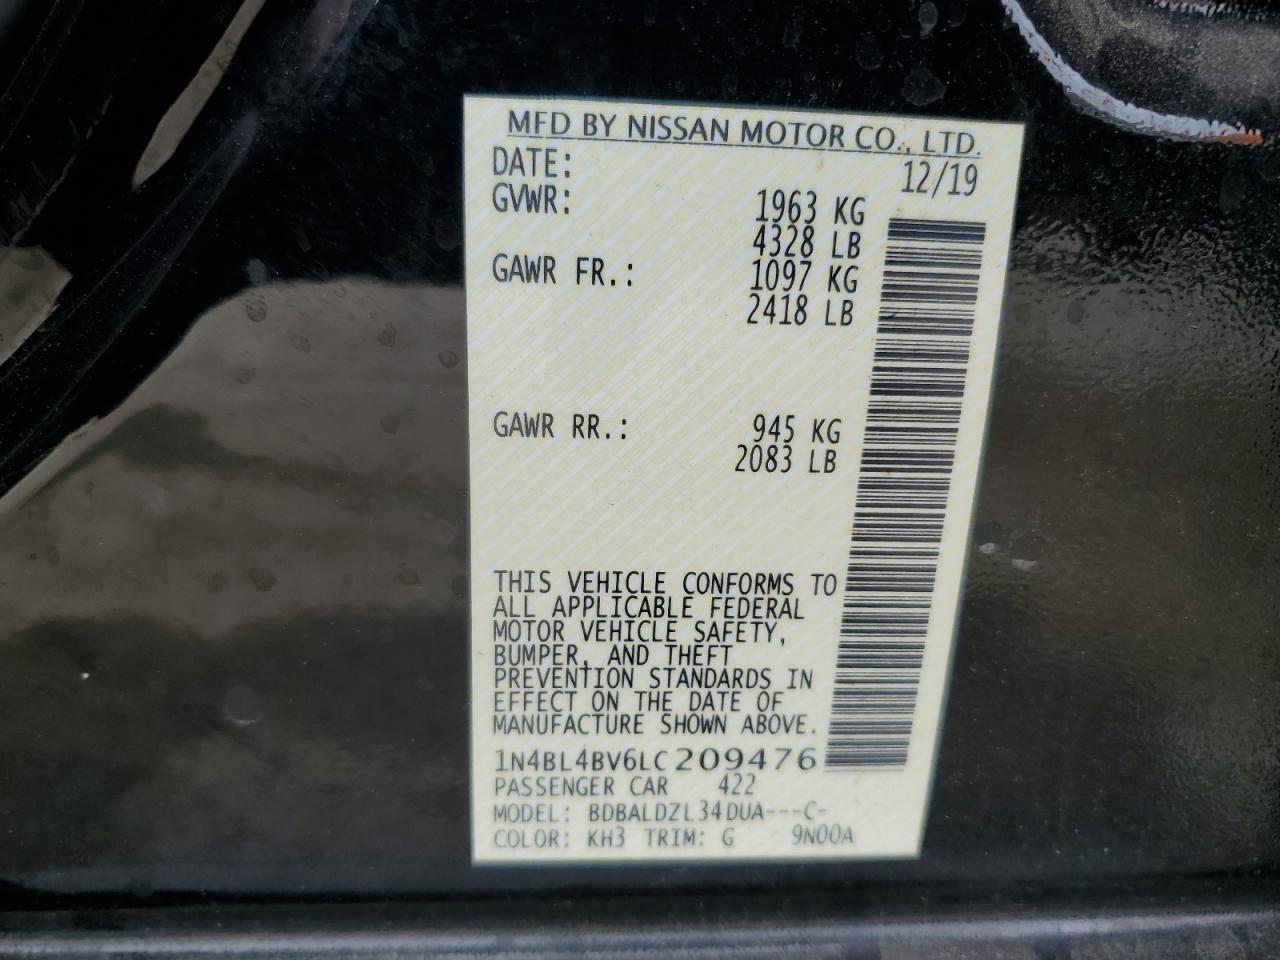 MFD BY NISSAN MOTOR CO., LTD.
DATE: 12/19
GVWR: 1963 KG
4328 LB
GAWR FR.: 1097 KG
2418 LB
GAWR RR.: 945 KG
2083 LB
THIS VEHICLE CONFORMS TO
ALL APPLICABLE FEDERAL
MOTOR VEHICLE SAFETY,
BUMPER, AND THEFT
PREVENTION STANDARDS IN
EFFECT ON THE DATE OF
MANUFACTURE SHOWN ABOVE.
1N4BL4BV6LC209476
PASSENGER CAR 422
MODEL: BDBALDZL34DUA---C-
COLOR: KH3 TRIM: G 9N00A